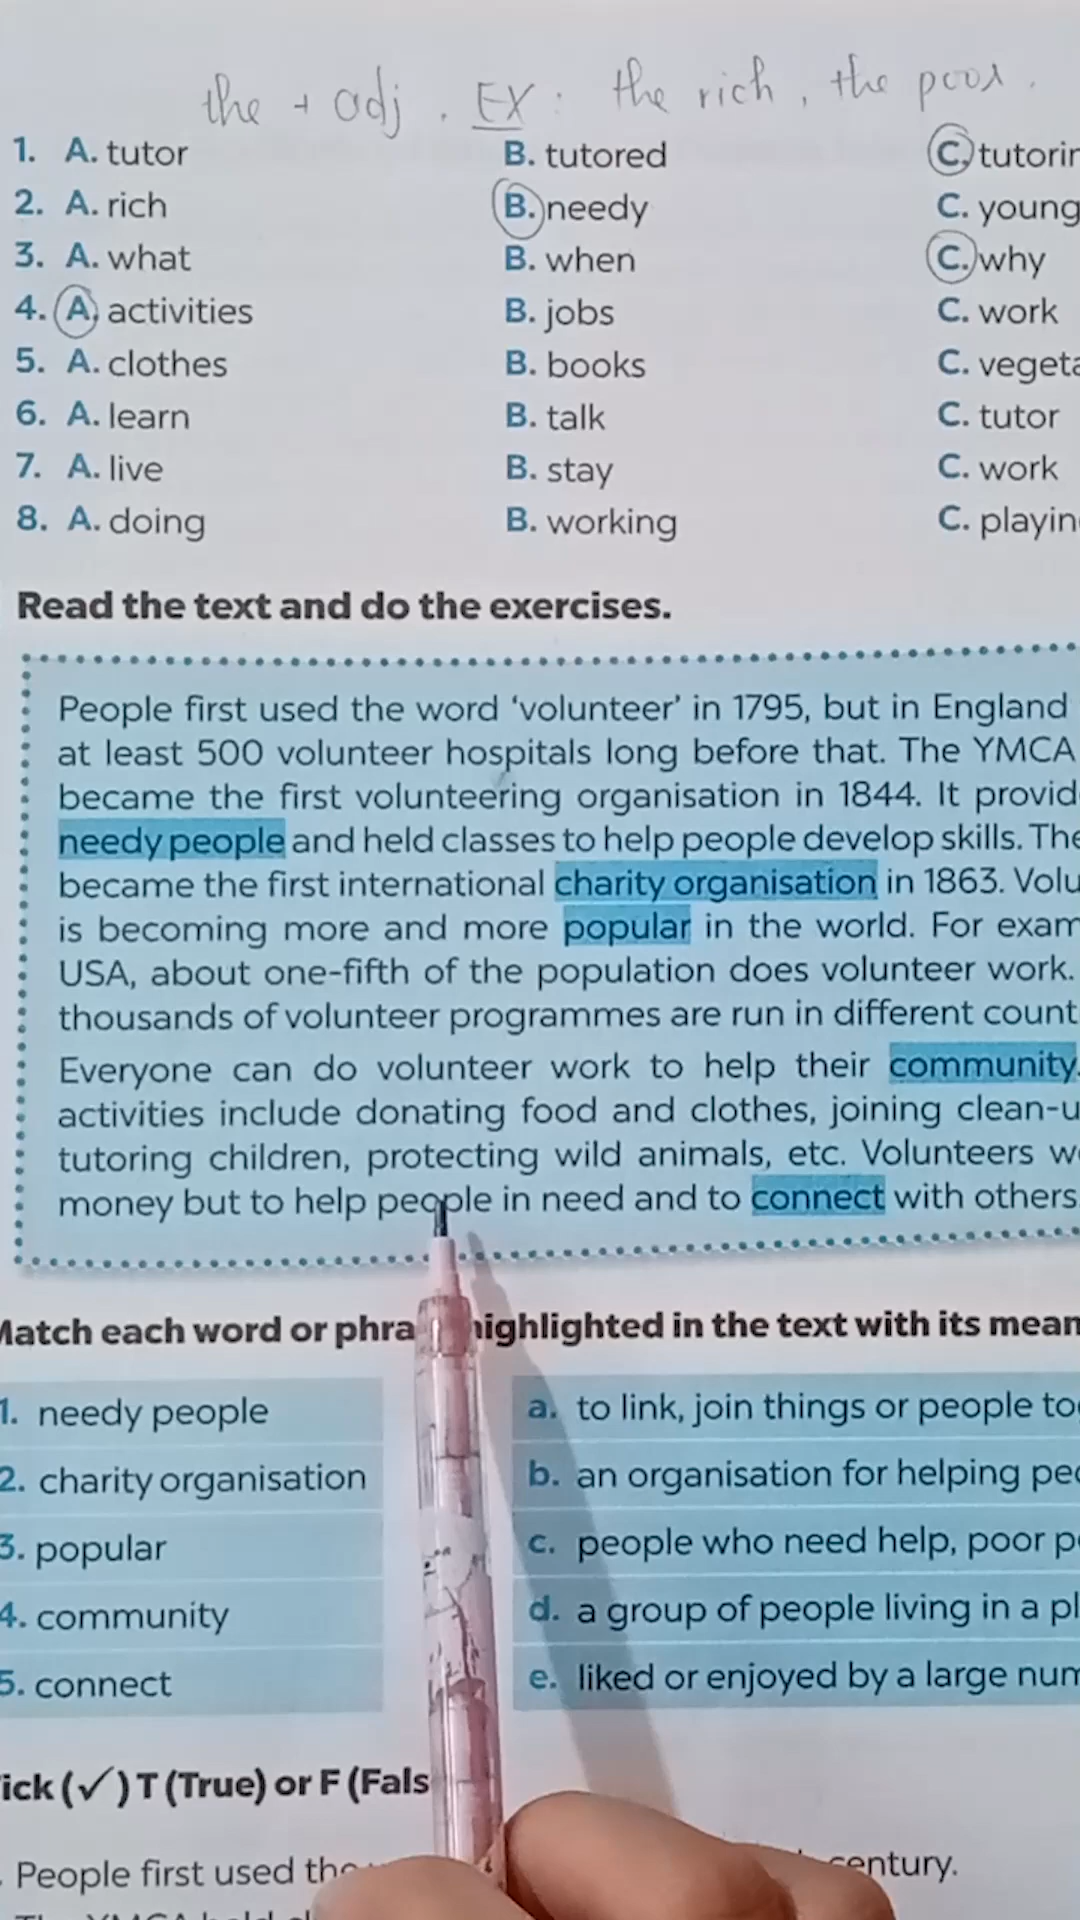 the + adj . EX : the rich , the poor .
1. A. tutor B. tutored C. tutorin
2. A. rich B. needy C. young
3. A. what B. when C. why
4. A. activities B. jobs C. work
5. A. clothes B. books C. vegeta
6. A. learn B. talk C. tutor
7. A. live B. stay C. work
8. A. doing B. working C. playin
Read the text and do the exercises.
People first used the word ‘volunteer’ in 1795, but in England
at least 500 volunteer hospitals long before that. The YMCA
became the first volunteering organisation in 1844. It provid
needy people and held classes to help people develop skills. The
became the first international charity organisation in 1863. Volu
is becoming more and more popular in the world. For exam
USA, about one-fifth of the population does volunteer work.
thousands of volunteer programmes are run in different count
Everyone can do volunteer work to help their community.
activities include donating food and clothes, joining clean-u
tutoring children, protecting wild animals, etc. Volunteers w
money but to help people in need and to connect with others
Match each word or phra highlighted in the text with its mean
1. needy people a. to link, join things or people to
2. charity organisation b. an organisation for helping peo
3. popular c. people who need help, poor p
4. community d. a group of people living in a pl
5. connect e. liked or enjoyed by a large num
ick (✓) T (True) or F (Fals
People first used the century.